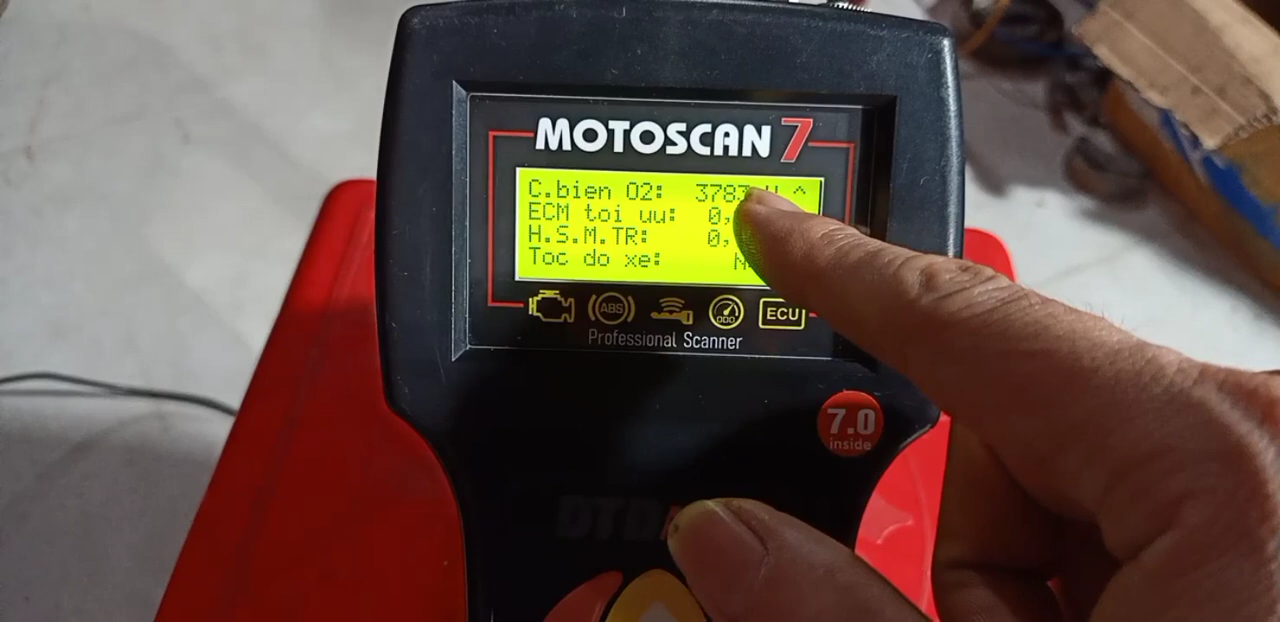 MOTOSCAN 7
C.bien O2: 3783 ^
ECM toi uu: 0,
H.S.M.TR: 0,
Toc do xe:
ABS
ECU
Professional Scanner
7.0
inside